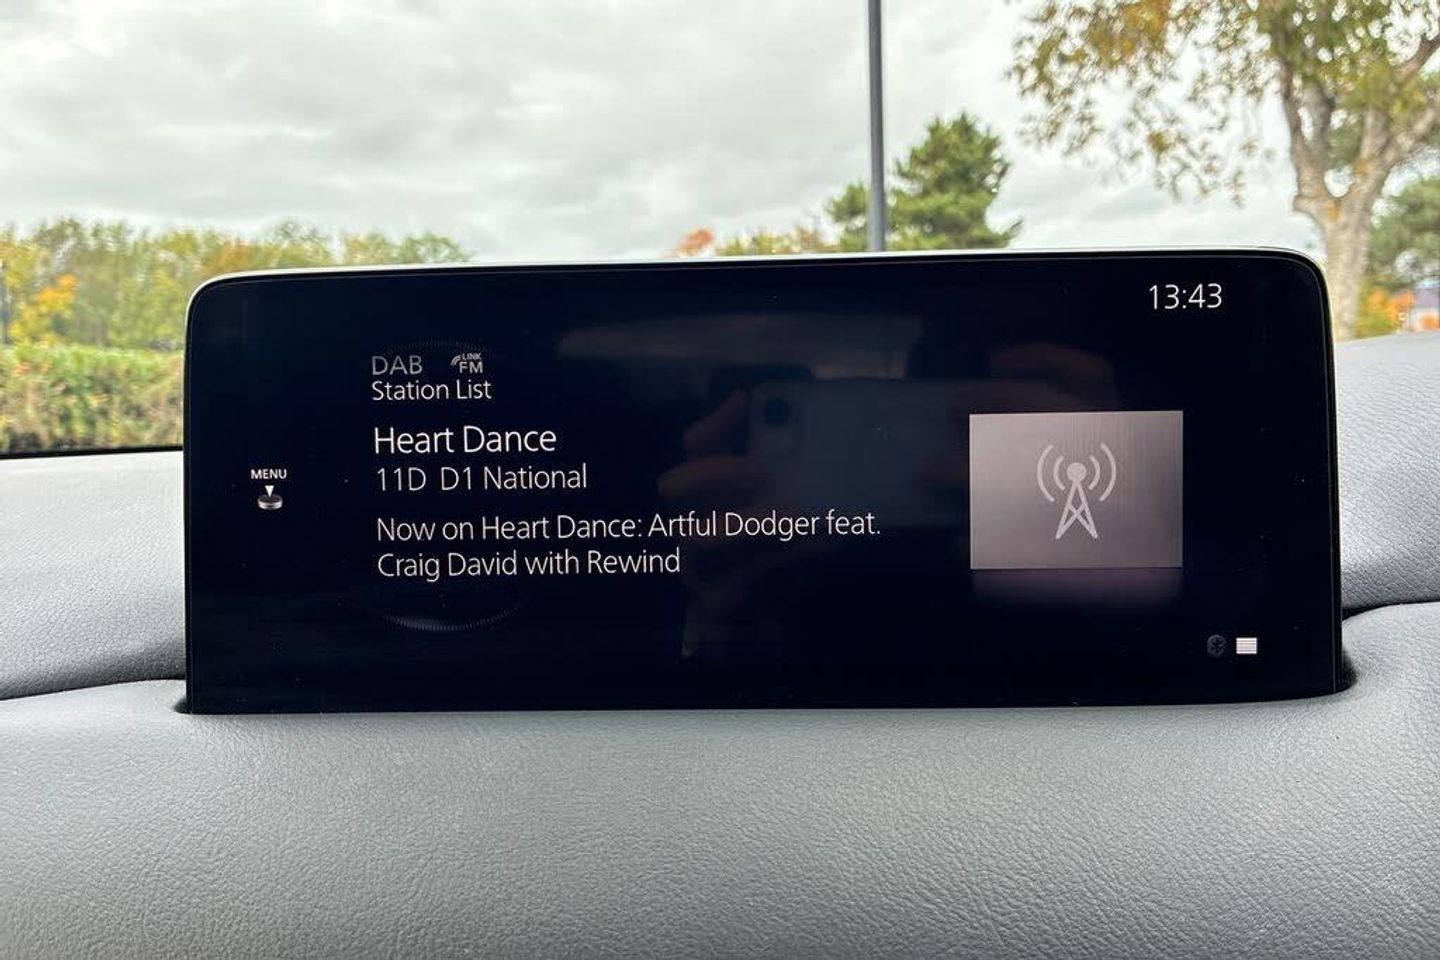 13:43
DAB LINK FM
Station List
Heart Dance
MENU
11D D1 National
Now on Heart Dance: Artful Dodger feat.
Craig David with Rewind